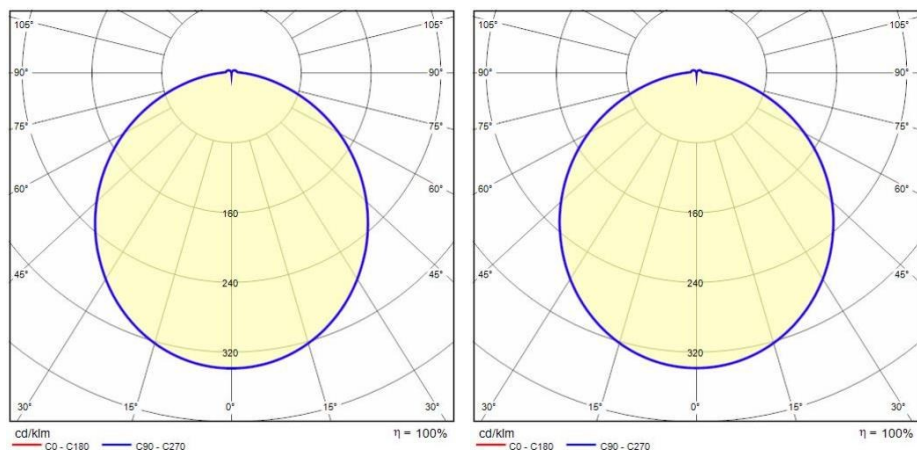 105° 105° 105° 105°
90° 90° 90° 90°
75° 75° 75° 75°
60° 60° 60° 60°
160 160
45° 45° 45° 45°
240 240
320 320
30° 15° 0° 15° 30° 30° 15° 0° 15° 30°
cd/klm η = 100% cd/klm η = 100%
C0 - C180 C90 - C270 C0 - C180 C90 - C270